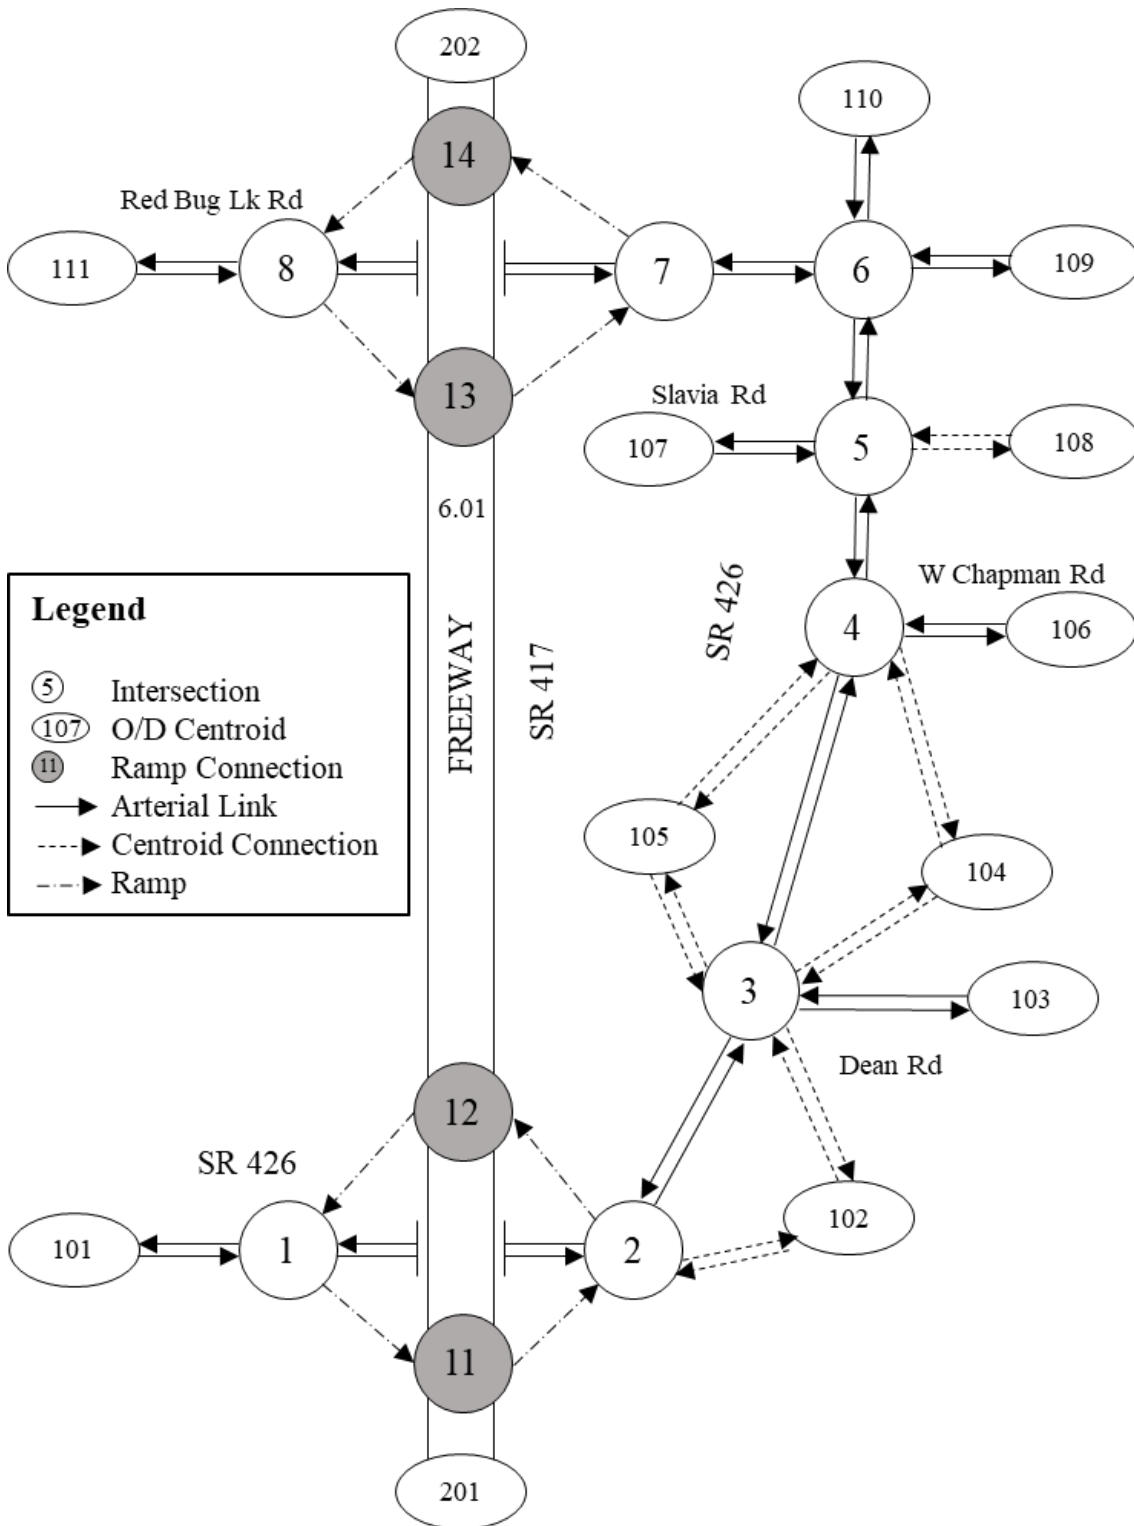 202
110
14
Red Bug Lk Rd
111
8
7
6
109
13
Slavia Rd
107
5
108
6.01
W Chapman Rd
SR 426
4
106
Legend
5 Intersection
107 O/D Centroid
11 Ramp Connection
Arterial Link
Centroid Connection
Ramp
FREEWAY
SR 417
105
104
3
103
Dean Rd
12
SR 426
102
101
1
2
11
201